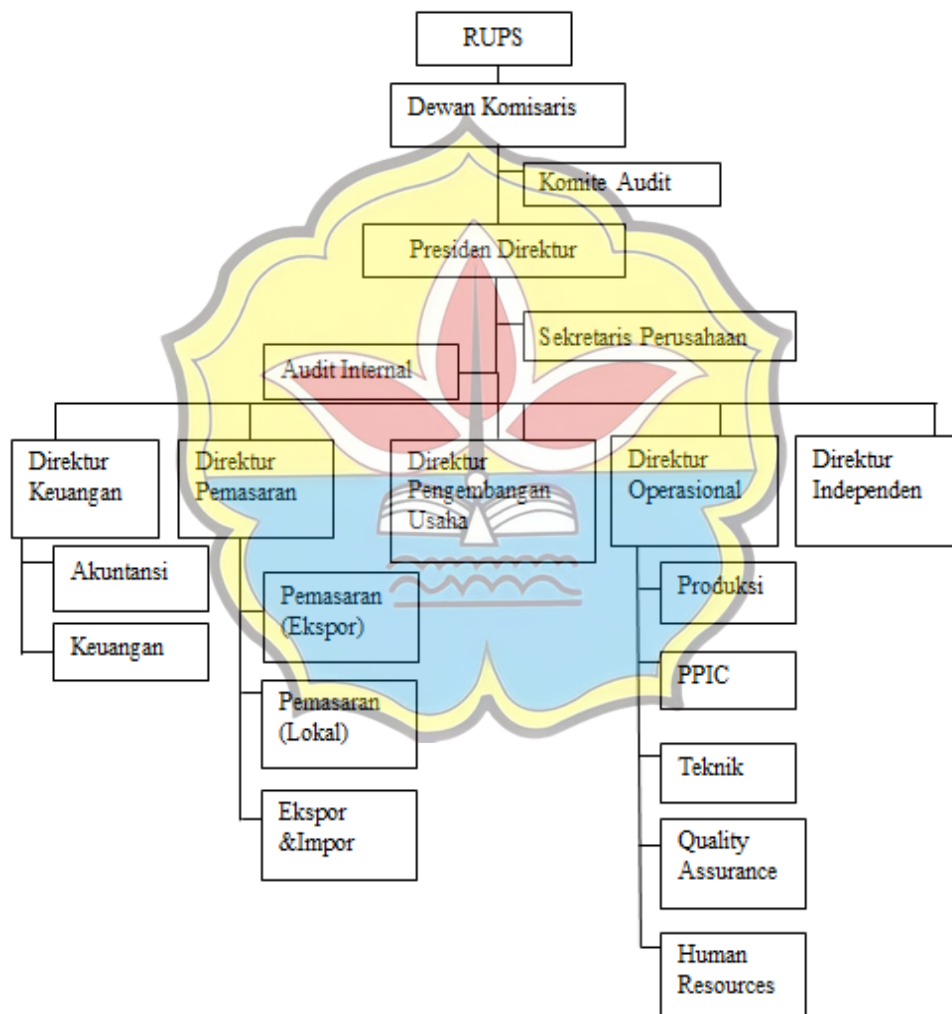 RUPS
Dewan Komisaris
Komite Audit
Presiden Direktur
Sekretaris Perusahaan
Audit Internal
Direktur
Keuangan
Direktur
Pemasaran
Direktur
Pengembangan
Usaha
Direktur
Operasional
Direktur
Independen
Akuntansi
Keuangan
Pemasaran
(Ekspor)
Pemasaran
(Lokal)
Ekspor
&Impor
Produksi
PPIC
Teknik
Quality
Assurance
Human
Resources